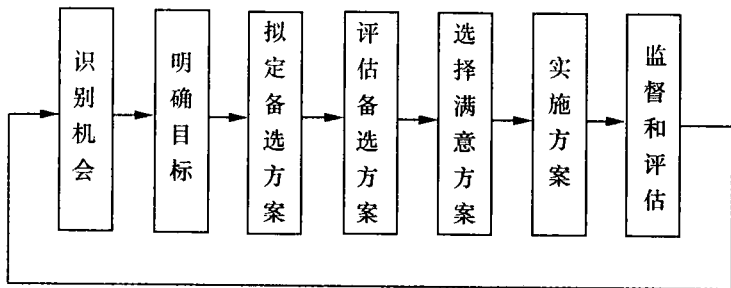 识别机会
明确目标
拟定备选方案
评估备选方案
选择满意方案
实施方案
监督和评估